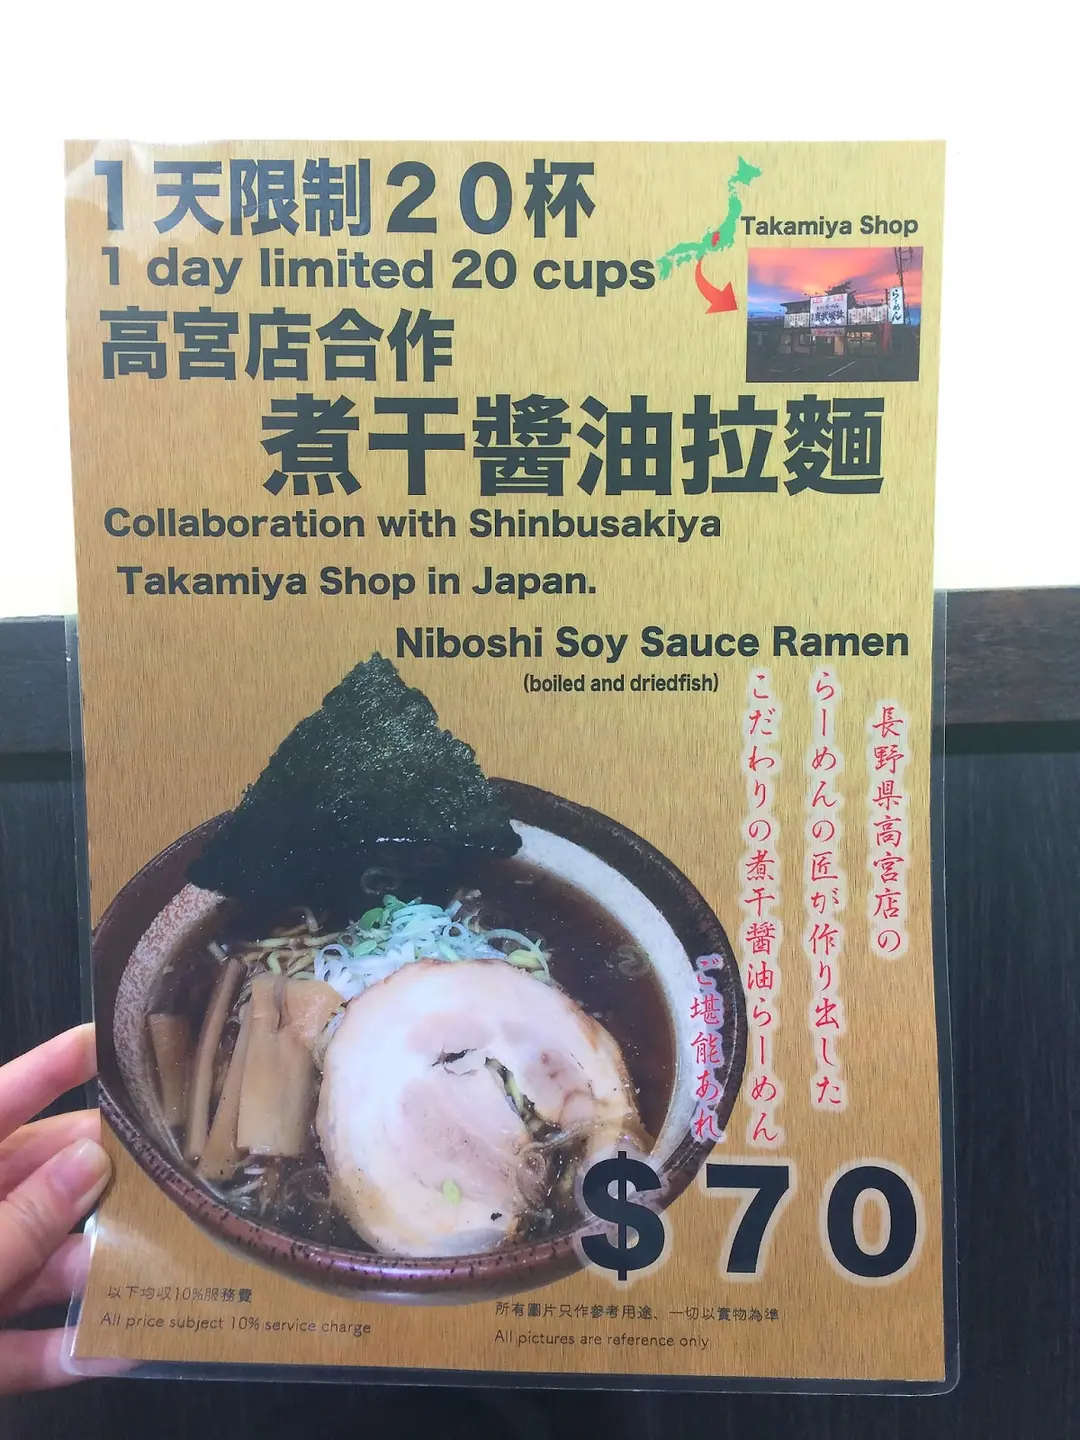 1天限制20杯
1 day limited 20 cups
Takamiya Shop
らーめん
高宮店合作
煮干醬油拉麵
Collaboration with Shinbusakiya
Takamiya Shop in Japan.
Niboshi Soy Sauce Ramen
(boiled and driedfish)
長野県高宮店の
らーめんの匠が作り出した
こだわりの煮干醤油らーめん
ご堪能あれ
$70
以下均収10%服務費
All price subject 10% service charge
所有圖片只作參考用途、一切以實物為準
All pictures are reference only